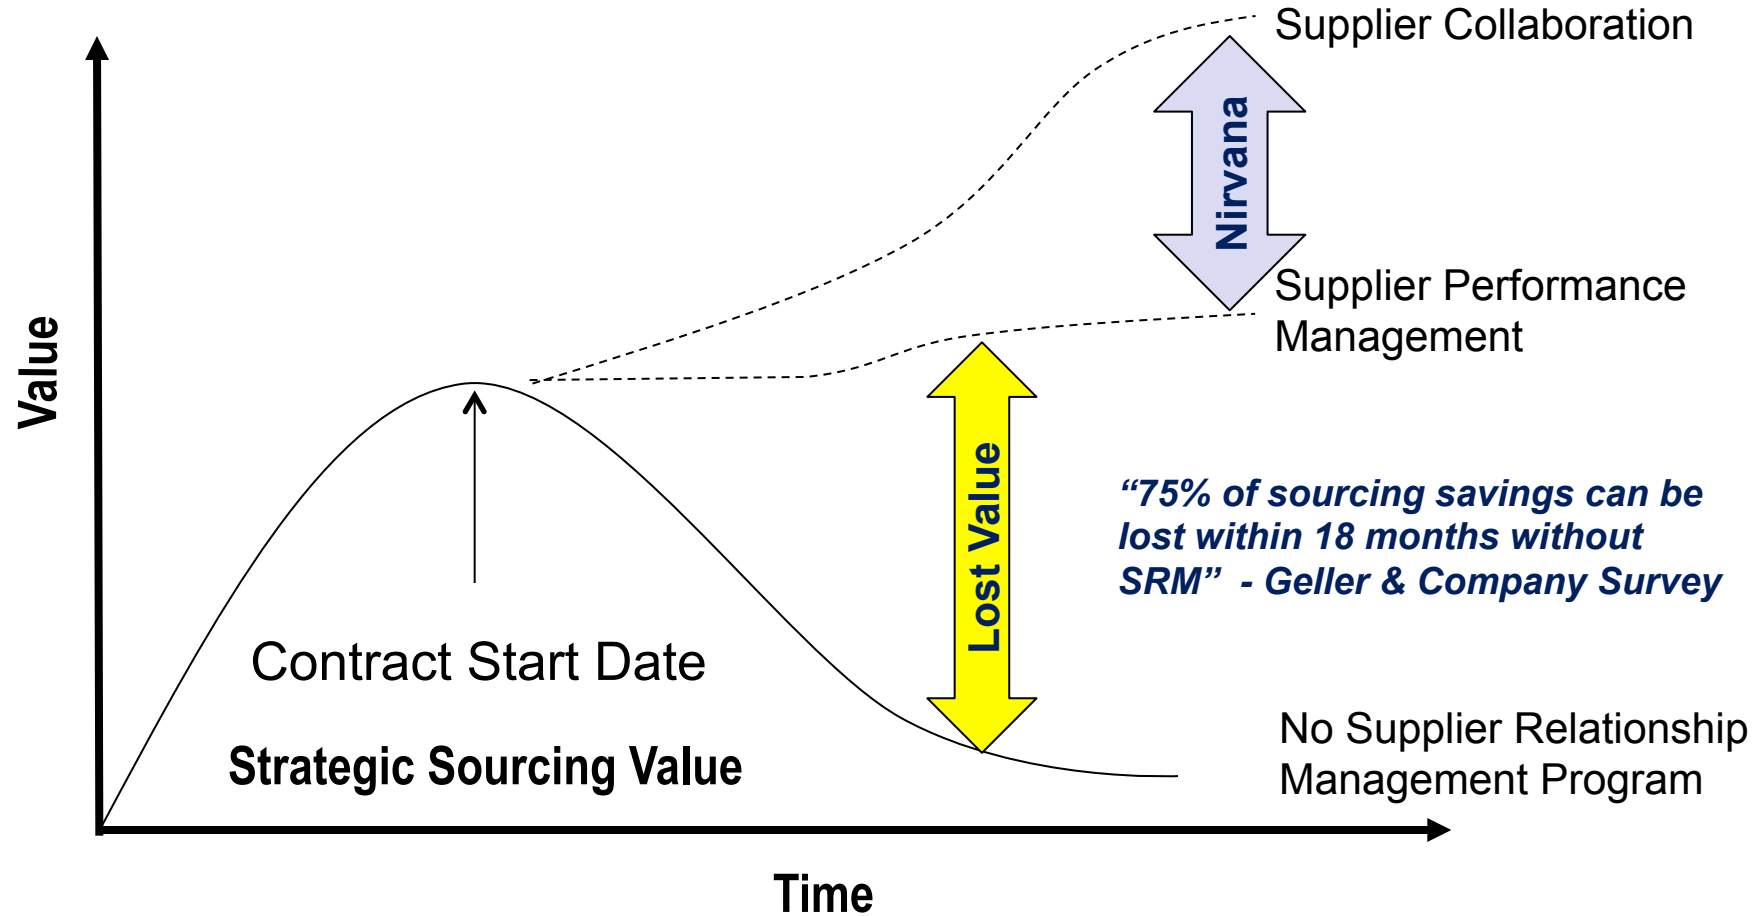 Supplier Collaboration
Nirvana
Supplier Performance
Management
Value
Lost Value
“75% of sourcing savings can be
lost within 18 months without
SRM”  - Geller & Company Survey
Contract Start Date
Strategic Sourcing Value
No Supplier Relationship
Management Program
Time